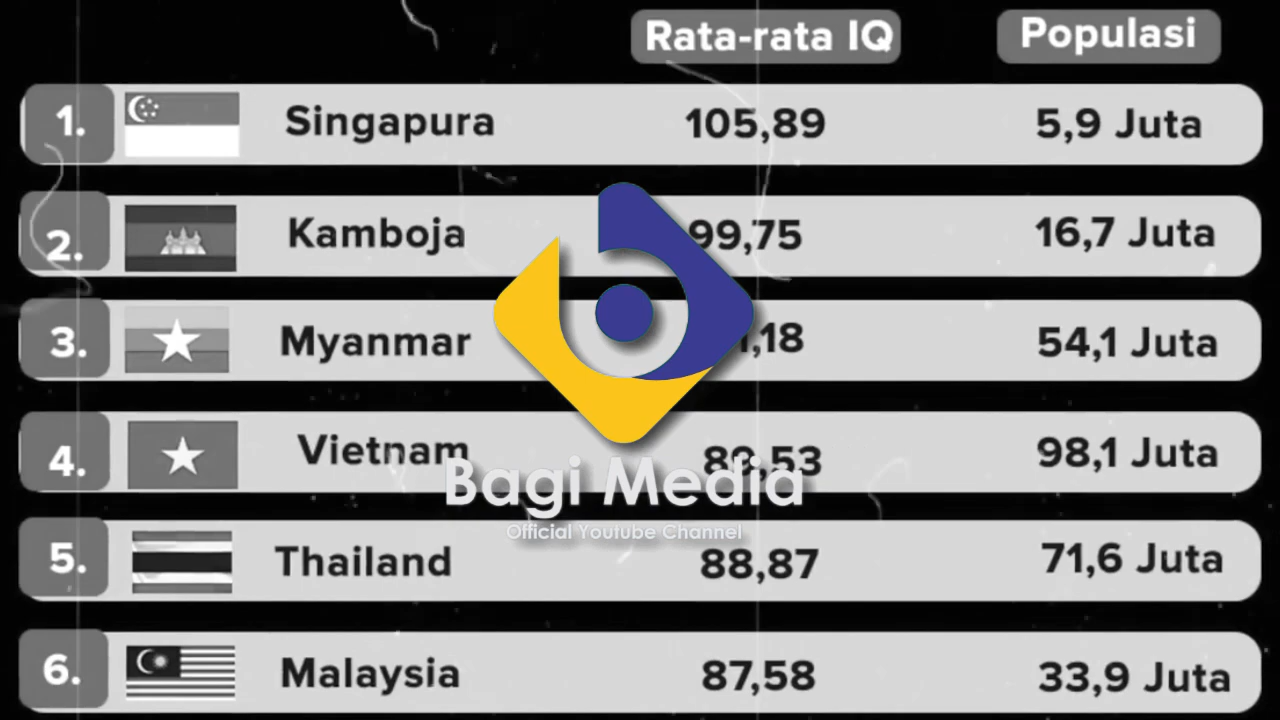 Rata-rata IQ Populasi
1. Singapura 105,89 5,9 Juta
2. Kamboja 99,75 16,7 Juta
3. Myanmar 54,1 Juta
4. Vietnam 89,53 98,1 Juta
Bagi Media
Official Youtube Channel
5. Thailand 88,87 71,6 Juta
6. Malaysia 87,58 33,9 Juta